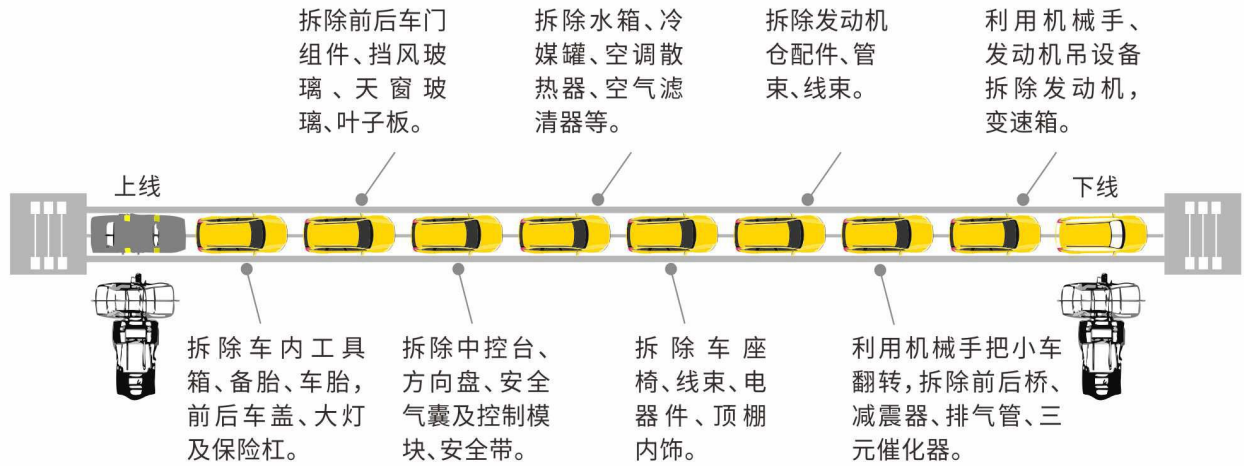 拆除前后车门
组件、挡风玻
璃、天窗玻
璃、叶子板。
拆除水箱、冷
媒罐、空调散
热器、空气滤
清器等。
拆除发动机
仓配件、管
束、线束。
利用机械手、
发动机吊设备
拆除发动机，
变速箱。
上线
下线
拆除车内工具
箱、备胎、车胎，
前后车盖、大灯
及保险杠。
拆除中控台、
方向盘、安全
气囊及控制模
块、安全带。
拆除车座
椅、线束、电
器件、顶棚
内饰。
利用机械手把小车
翻转，拆除前后桥、
减震器、排气管、三
元催化器。